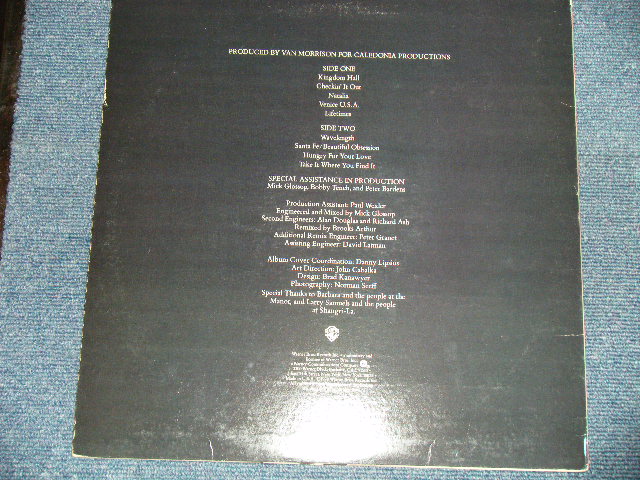 PRODUCED BY VAN MORRISON FOR CALEDONIA PRODUCTIONS
SIDE ONE
Kingdom Hall
Checkin' It Out
Natalia
Venice U.S.A.
Lifetimes
SIDE TWO
Wavelength
Santa Fe/Beautiful Obsession
Hungry For Your Love
Take It Where You Find It
SPECIAL ASSISTANCE IN PRODUCTION
Mick Glossop, Bobby Tench, and Peter Bardens
Production Assistant: Paul Wexler
Engineered and Mixed by Mick Glossop
Second Engineers: Alan Douglas and Richard Ash
Remixed by Brooks Arthur
Additional Remix Engineer: Peter Granet
Assisting Engineer: David Latman
Album Cover Coordination: Danny Lipsius
Art Direction: John Cabalka
Design: Brad Kanawyer
Photography: Norman Seeff
Special Thanks to Barbara and the people at the
Manor, and Larry Samuels and the people
at Shangri-La.